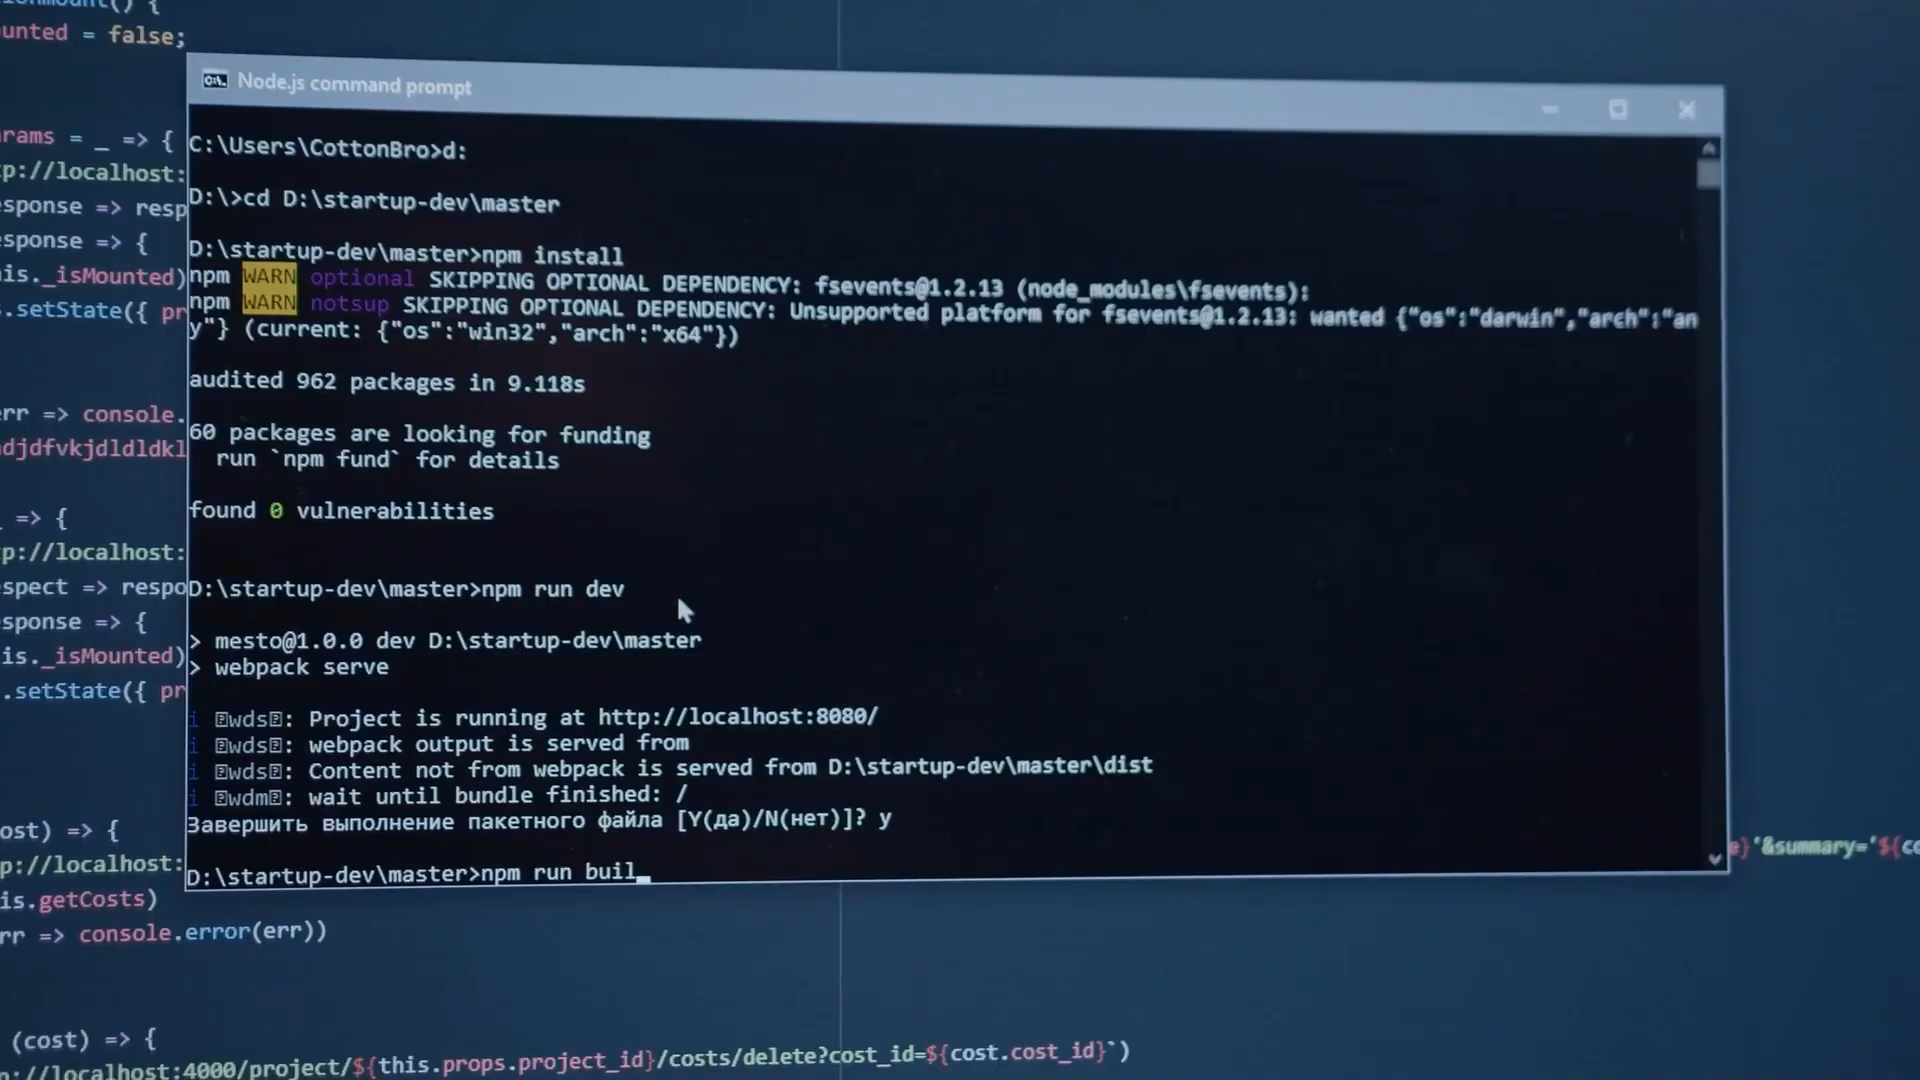 unted = false;
Node.js command prompt
C:\Users\CottonBro>d:
D:\>cd D:\startup-dev\master
D:\startup-dev\master>npm install
npm WARN optional SKIPPING OPTIONAL DEPENDENCY: fsevents@1.2.13 (node_modules\fsevents):
npm WARN notsup SKIPPING OPTIONAL DEPENDENCY: Unsupported platform for fsevents@1.2.13: wanted {"os":"darwin","arch":"an
y"} (current: {"os":"win32","arch":"x64"})
audited 962 packages in 9.118s
60 packages are looking for funding
run `npm fund` for details
found 0 vulnerabilities
D:\startup-dev\master>npm run dev
> mesto@1.0.0 dev D:\startup-dev\master
> webpack serve
i ⍰wds⍰: Project is running at http://localhost:8080/
i ⍰wds⍰: webpack output is served from
i ⍰wds⍰: Content not from webpack is served from D:\startup-dev\master\dist
i ⍰wdm⍰: wait until bundle finished: /
Завершить выполнение пакетного файла [Y(да)/N(нет)]? y
D:\startup-dev\master>npm run buil_
rams = _ => {
p://localhost:
sponse => resp
sponse => {
is._isMounted)
.setState({ pr
rr => console.
djdfvkjdldldkl
_ => {
p://localhost:
spect => respo
sponse => {
is._isMounted)
.setState({ pr
ost) => {
p://localhost:
e}'&summary='${co
is.getCosts)
rr => console.error(err))
(cost) => {
p://localhost:4000/project/${this.props.project_id}/costs/delete?cost_id=${cost.cost_id}`)